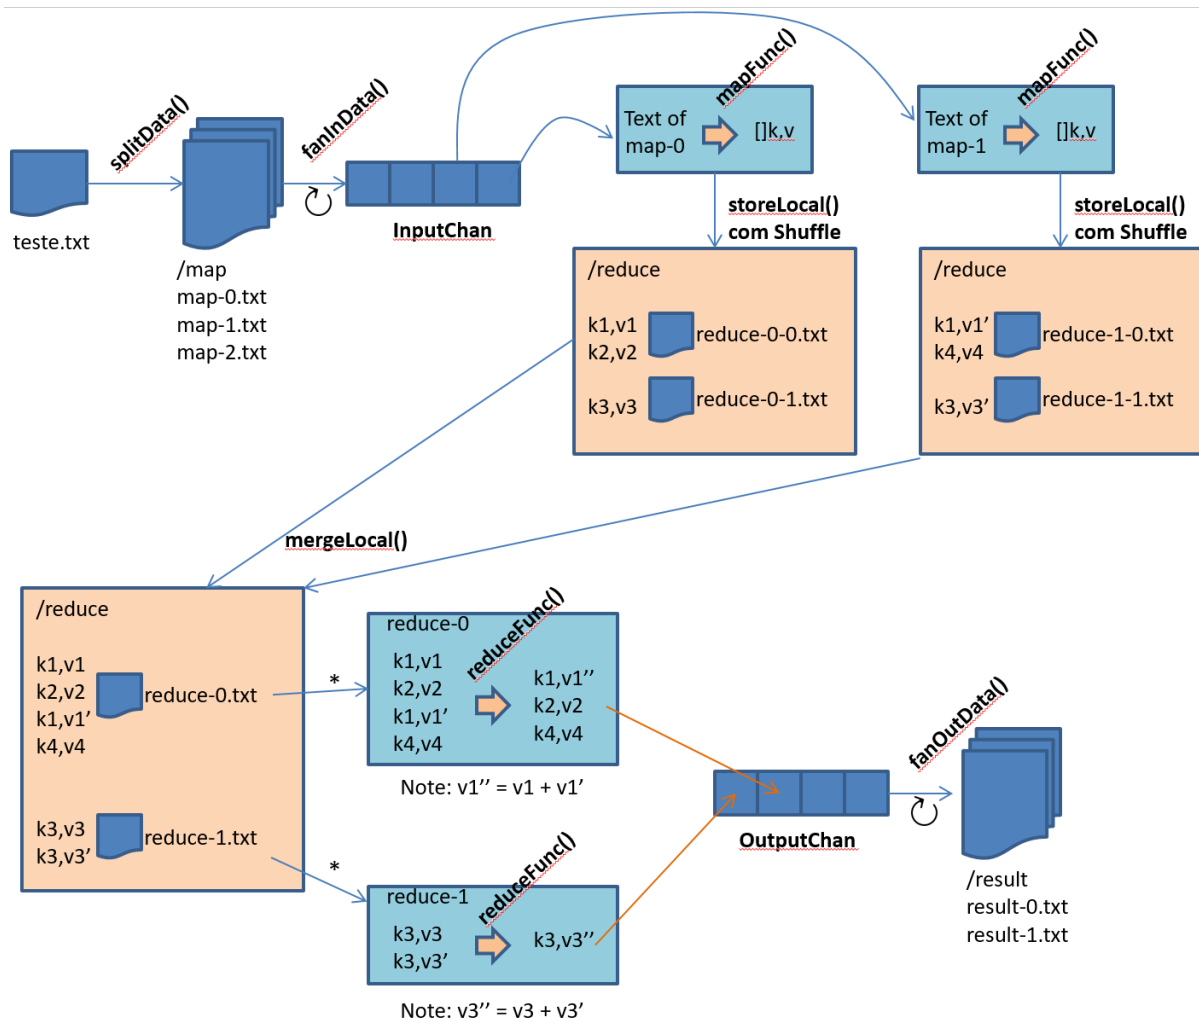 splitData()
fanInData()
mapFunc()
mapFunc()
Text of
map-0
[]k,v
Text of
map-1
[]k,v
teste.txt
InputChan
storeLocal()
com Shuffle
storeLocal()
com Shuffle
/map
map-0.txt
map-1.txt
map-2.txt
/reduce
k1,v1
k2,v2
reduce-0-0.txt
k3,v3
reduce-0-1.txt
/reduce
k1,v1’
k4,v4
reduce-1-0.txt
k3,v3’
reduce-1-1.txt
mergeLocal()
/reduce
k1,v1
k2,v2
k1,v1’
k4,v4
reduce-0.txt
k3,v3
k3,v3’
reduce-1.txt
*
*
reduce-0
reduceFunc()
k1,v1
k2,v2
k1,v1’
k4,v4
k1,v1’’
k2,v2
k4,v4
Note: v1’’ = v1 + v1’
reduce-1
reduceFunc()
k3,v3
k3,v3’
k3,v3’’
Note: v3’’ = v3 + v3’
OutputChan
fanOutData()
/result
result-0.txt
result-1.txt